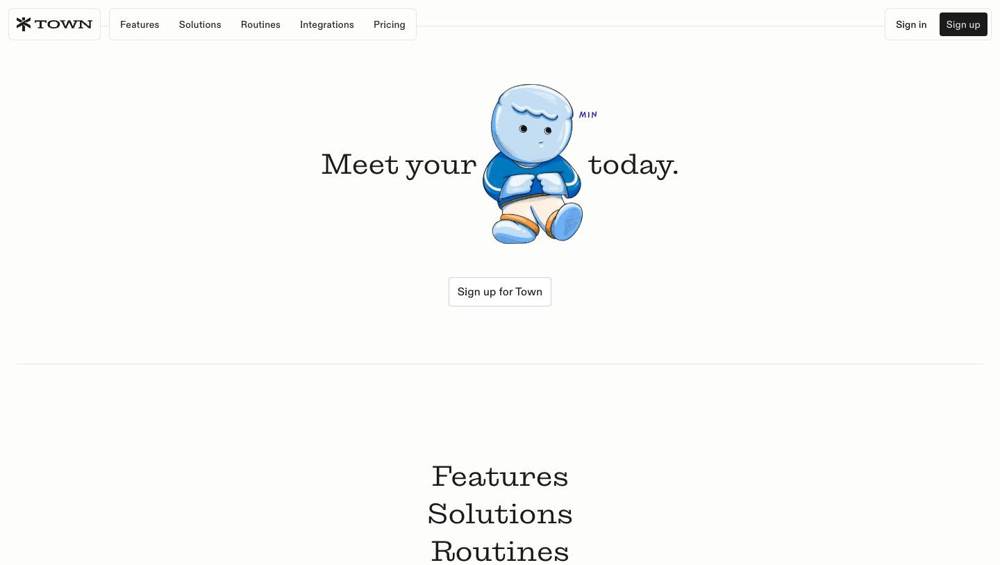 TOWN
Features
Solutions
Routines
Integrations
Pricing
Sign in
Sign up
MIN
Meet your today.
Sign up for Town
Features
Solutions
Routines